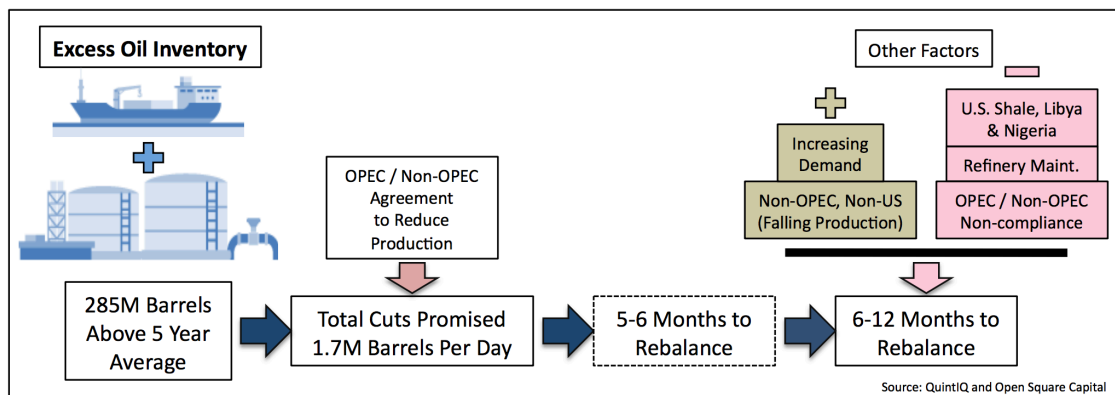 Excess Oil Inventory
Other Factors
U.S. Shale, Libya
& Nigeria
Increasing
Demand
Refinery Maint.
OPEC / Non-OPEC
Agreement
to Reduce
Production
Non-OPEC, Non-US
(Falling Production)
OPEC / Non-OPEC
Non-compliance
285M Barrels
Above 5 Year
Average
Total Cuts Promised
1.7M Barrels Per Day
5-6 Months to
Rebalance
6-12 Months to
Rebalance
Source: QuintIQ and Open Square Capital